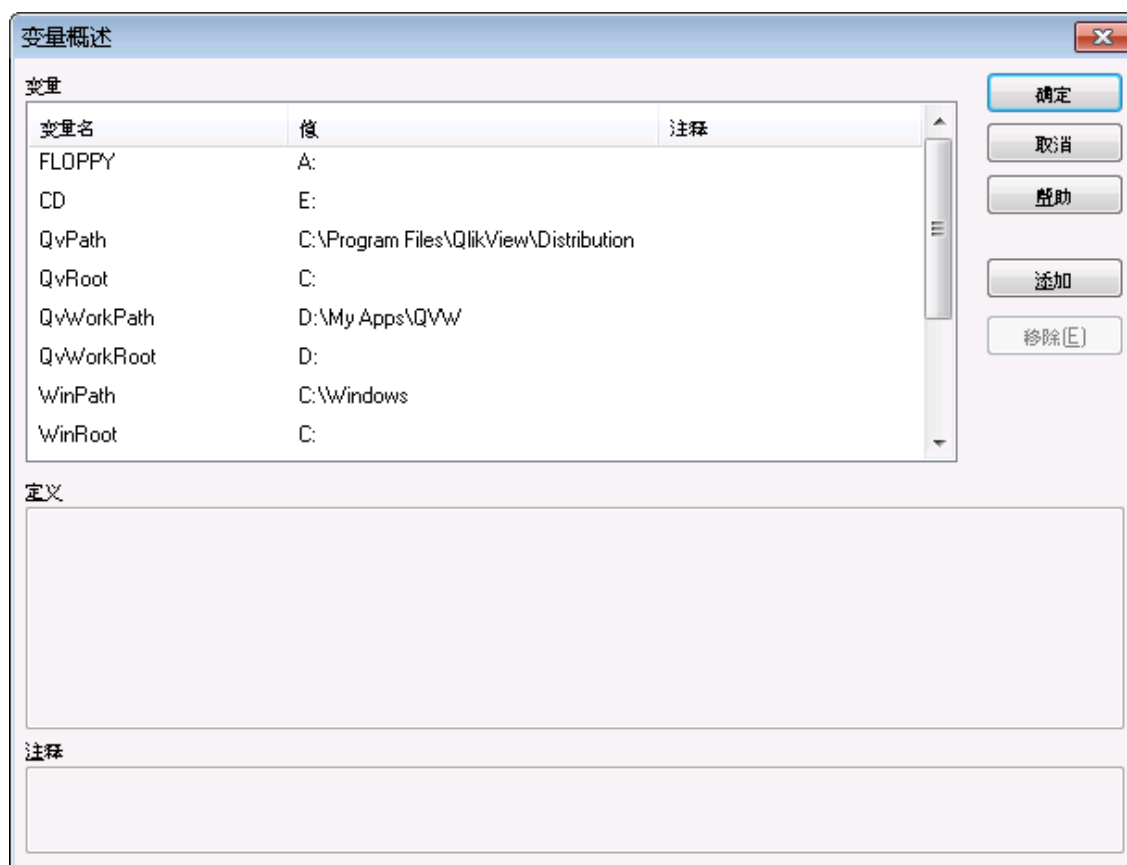 变量概述
变量
变量名 值 注释
FLOPPY A:
CD E:
QvPath C:\Program Files\QlikView\Distribution
QvRoot C:
QvWorkPath D:\My Apps\QVW
QvWorkRoot D:
WinPath C:\Windows
WinRoot C:
确定
取消
帮助
添加
移除(E)
定义
注释